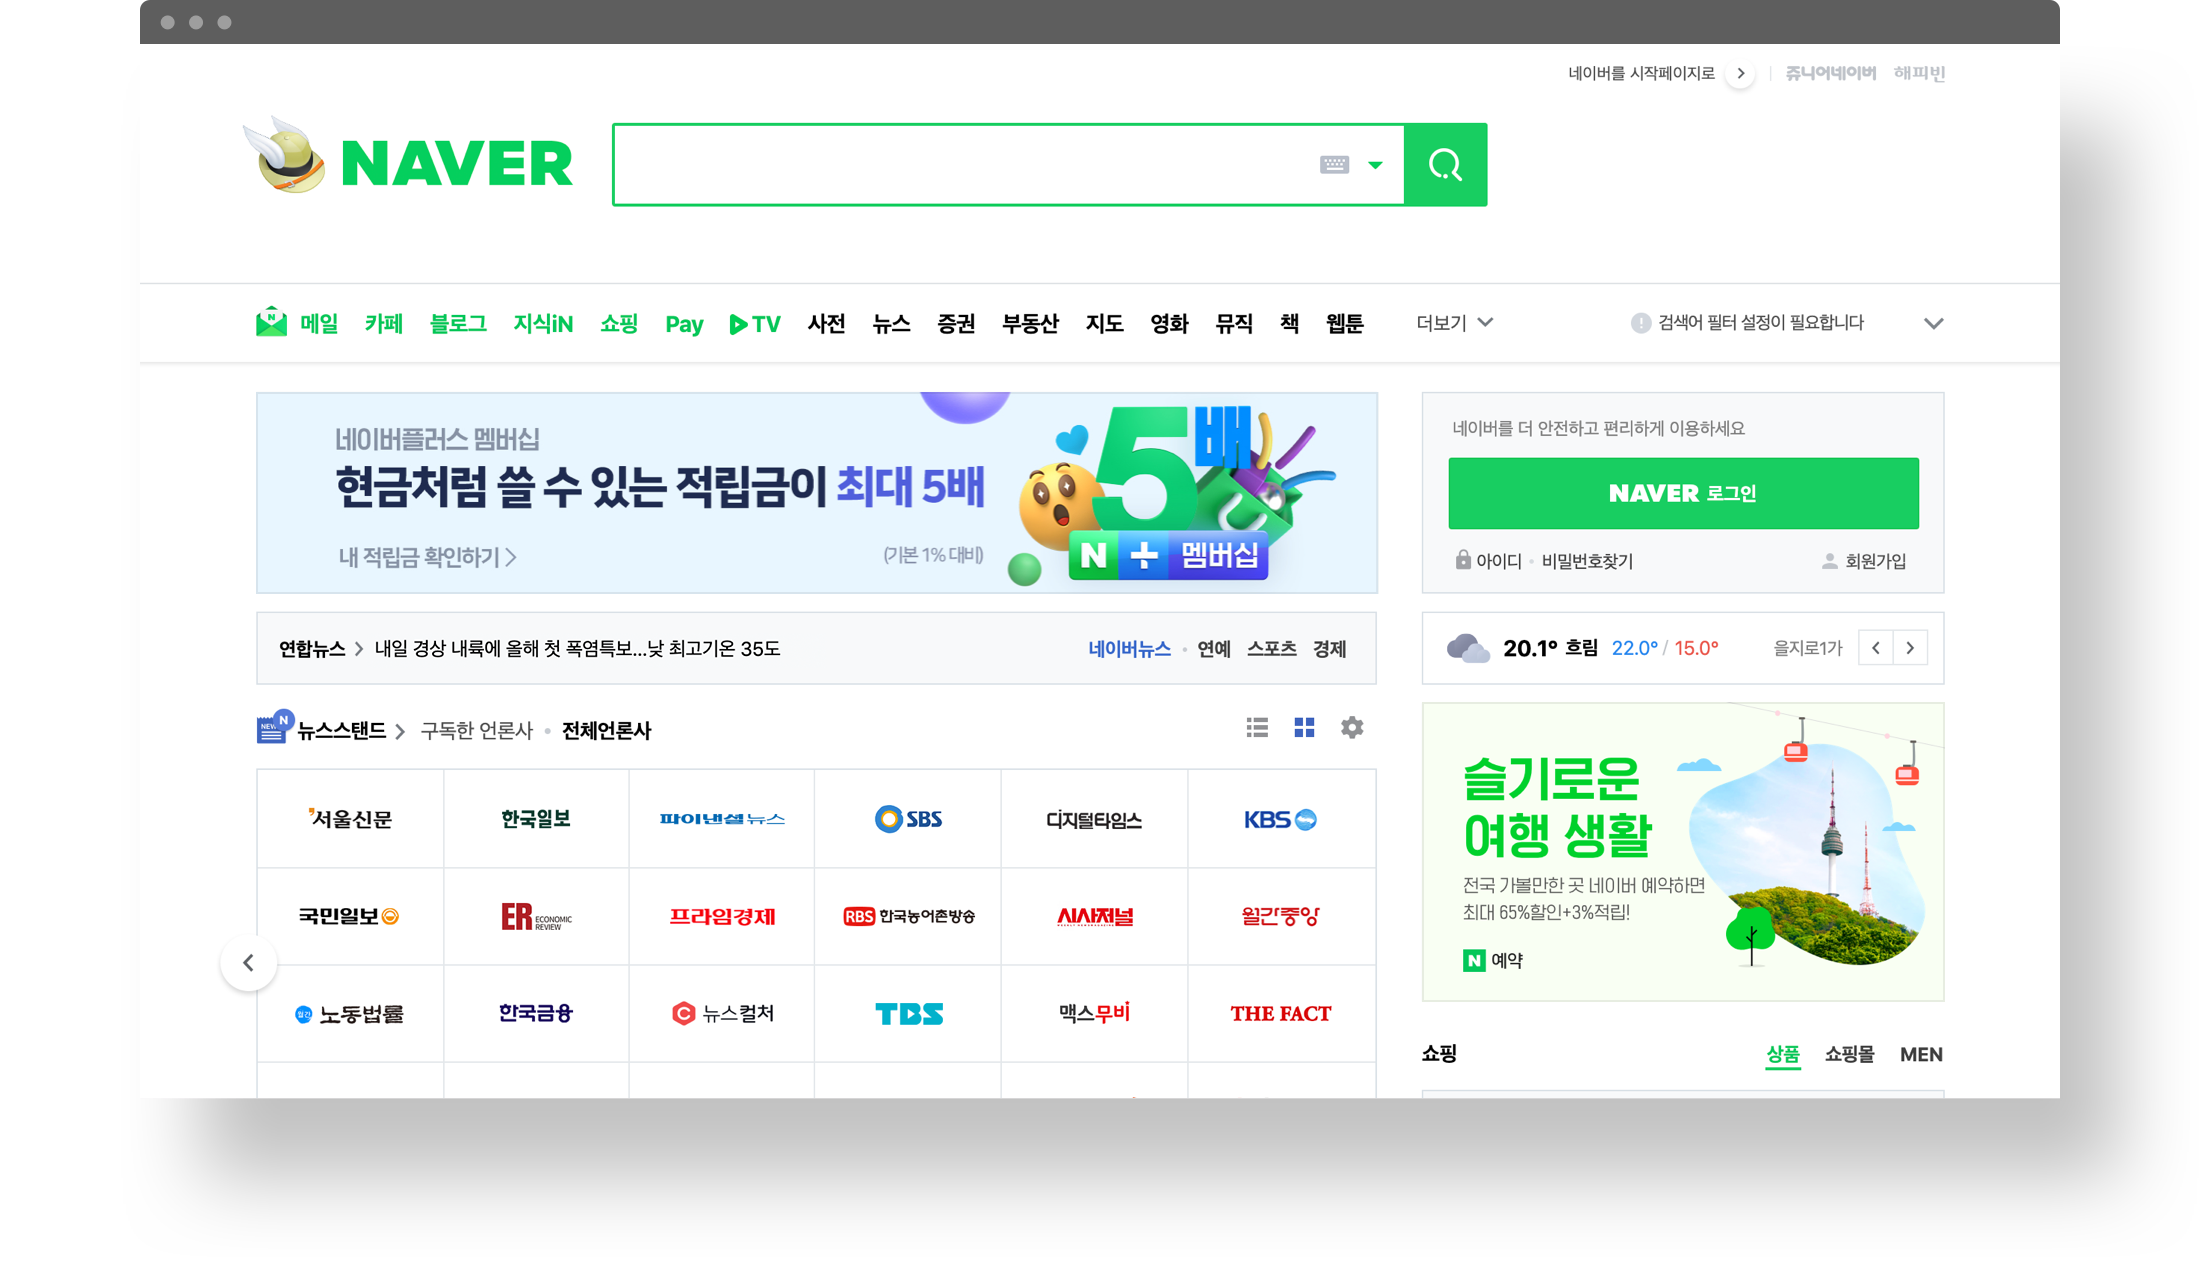 네이버를 시작페이지로 쥬니어네이버 해피빈
NAVER
메일 카페 블로그 지식iN 쇼핑 Pay TV 사전 뉴스 증권 부동산 지도 영화 뮤직 책 웹툰 더보기 검색어 필터 설정이 필요합니다
네이버플러스 멤버십
현금처럼 쓸 수 있는 적립금이 최대 5배
내 적립금 확인하기
(기본 1% 대비)
5배
N + 멤버십
네이버를 더 안전하고 편리하게 이용하세요
NAVER 로그인
아이디 · 비밀번호찾기 회원가입
연합뉴스 내일 경상 내륙에 올해 첫 폭염특보...낮 최고기온 35도 네이버뉴스 · 연예 스포츠 경제
20.1° 흐림 22.0° / 15.0° 을지로1가
NEW N 뉴스스탠드 구독한 언론사 · 전체언론사
서울신문 한국일보 파이낸셜뉴스 SBS 디지털타임스 KBS
국민일보 ER ECONOMIC REVIEW 프라임경제 RBS 한국농어촌방송 시사저널 월간중앙
월간 노동법률 한국금융 뉴스컬처 TBS 맥스무비 THE FACT
슬기로운
여행 생활
전국 가볼만한 곳 네이버 예약하면
최대 65%할인+3%적립!
N 예약
쇼핑 상품 쇼핑몰 MEN